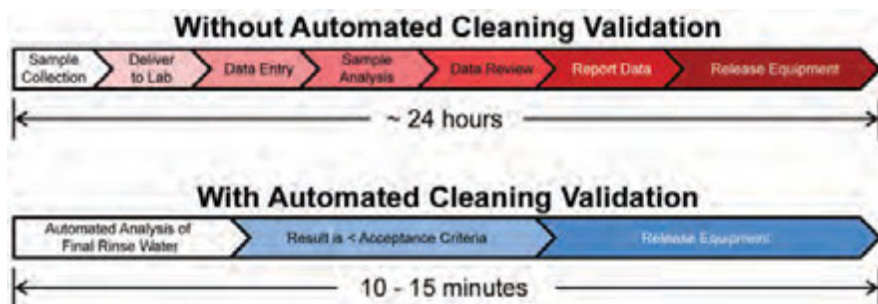 Without Automated Cleaning Validation
Sample
Collection
Deliver
to Lab
Data Entry
Sample
Analysis
Data Review
Report Data
Release Equipment
~ 24 hours
With Automated Cleaning Validation
Automated Analysis of
Final Rinse Water
Result is < Acceptance Criteria
Release Equipment
10 - 15 minutes